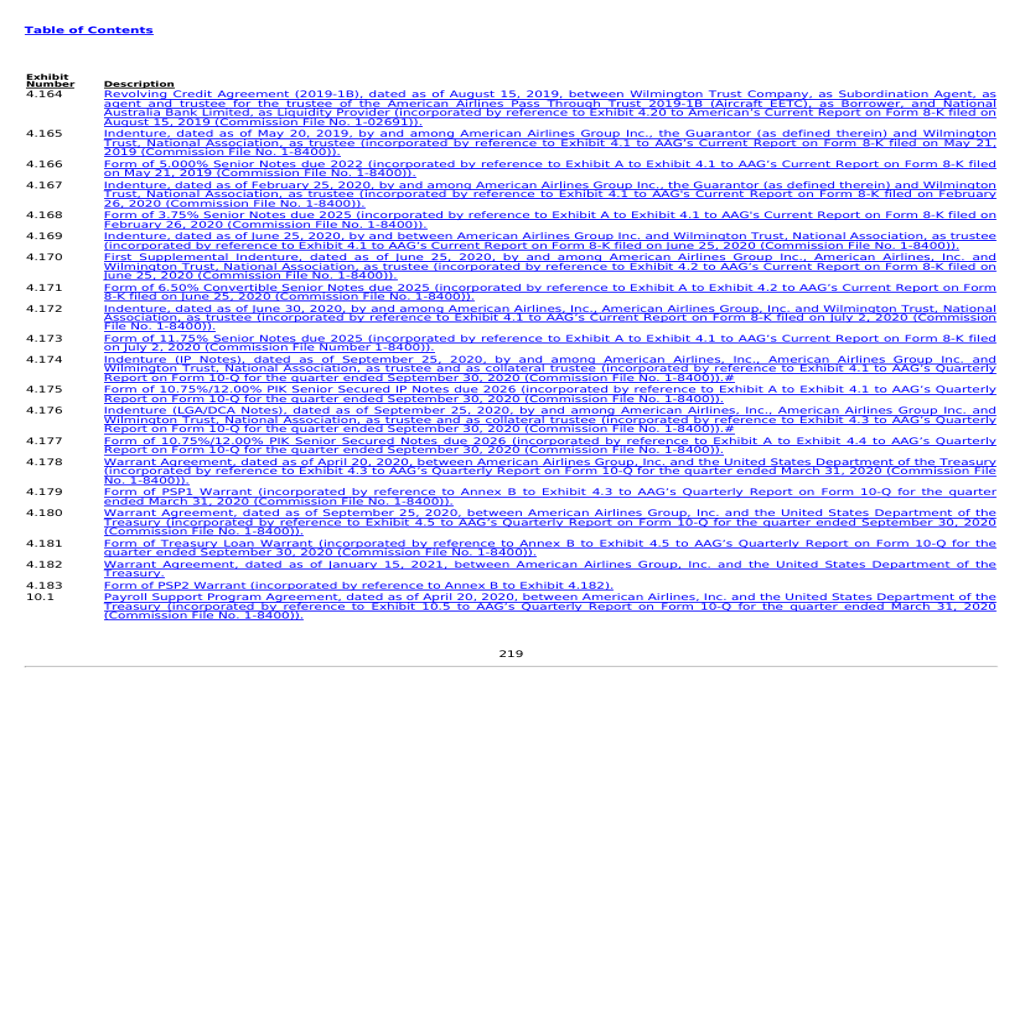 Table of Contents
Exhibit
Number
Description
4.164
Revolving Credit Agreement (2019-1B), dated as of August 15, 2019, between Wilmington Trust Company, as Subordination Agent, as
agent and trustee for the trustee of the American Airlines Pass Through Trust 2019-1B (Aircraft EETC), as Borrower, and National
Australia Bank Limited, as Liquidity Provider (incorporated by reference to Exhibit 4.20 to American's Current Report on Form 8-K filed on
August 15, 2019 (Commission File No. 1-02691)).
4.165
Indenture, dated as of May 20, 2019, by and among American Airlines Group Inc., the Guarantor (as defined therein) and Wilmington
Trust, National Association, as trustee (incorporated by reference to Exhibit 4.1 to AAG's Current Report on Form 8-K filed on May 21,
2019 (Commission File No. 1-8400)).
4.166
Form of 5.000% Senior Notes due 2022 (incorporated by reference to Exhibit A to Exhibit 4.1 to AAG's Current Report on Form 8-K filed
on May 21, 2019 (Commission File No. 1-8400)).
4.167
Indenture, dated as of February 25, 2020, by and among American Airlines Group Inc., the Guarantor (as defined therein) and Wilmington
Trust, National Association, as trustee (incorporated by reference to Exhibit 4.1 to AAG's Current Report on Form 8-K filed on February
26, 2020 (Commission File No. 1-8400)).
4.168
Form of 3.75% Senior Notes due 2025 (incorporated by reference to Exhibit A to Exhibit 4.1 to AAG's Current Report on Form 8-K filed on
February 26, 2020 (Commission File No. 1-8400)).
4.169
Indenture, dated as of June 25, 2020, by and between American Airlines Group Inc. and Wilmington Trust, National Association, as trustee
(incorporated by reference to Exhibit 4.1 to AAG's Current Report on Form 8-K filed on June 25, 2020 (Commission File No. 1-8400)).
4.170
First Supplemental Indenture, dated as of June 25, 2020, by and among American Airlines Group Inc., American Airlines, Inc. and
Wilmington Trust, National Association, as trustee (incorporated by reference to Exhibit 4.2 to AAG's Current Report on Form 8-K filed on
June 25, 2020 (Commission File No. 1-8400)).
4.171
Form of 6.50% Convertible Senior Notes due 2025 (incorporated by reference to Exhibit A to Exhibit 4.2 to AAG's Current Report on Form
8-K filed on June 25, 2020 (Commission File No. 1-8400)).
4.172
Indenture, dated as of June 30, 2020, by and among American Airlines, Inc., American Airlines Group, Inc. and Wilmington Trust, National
Association, as trustee (incorporated by reference to Exhibit 4.1 to AAG's Current Report on Form 8-K filed on July 2, 2020 (Commission
File No. 1-8400)).
4.173
Form of 11.75% Senior Notes due 2025 (incorporated by reference to Exhibit A to Exhibit 4.1 to AAG's Current Report on Form 8-K filed
on July 2, 2020 (Commission File Number 1-8400)).
4.174
Indenture (IP Notes), dated as of September 25, 2020, by and among American Airlines, Inc., American Airlines Group Inc. and
Wilmington Trust, National Association, as trustee and as collateral trustee (incorporated by reference to Exhibit 4.1 to AAG's Quarterly
Report on Form 10-Q for the quarter ended September 30, 2020 (Commission File No. 1-8400)).#
4.175
Form of 10.75%/12.00% PIK Senior Secured IP Notes due 2026 (incorporated by reference to Exhibit A to Exhibit 4.1 to AAG's Quarterly
Report on Form 10-Q for the quarter ended September 30, 2020 (Commission File No. 1-8400)).
4.176
Indenture (LGA/DCA Notes), dated as of September 25, 2020, by and among American Airlines, Inc., American Airlines Group Inc. and
Wilmington Trust, National Association, as trustee and as collateral trustee (incorporated by reference to Exhibit 4.3 to AAG's Quarterly
Report on Form 10-Q for the quarter ended September 30, 2020 (Commission File No. 1-8400)).#
4.177
Form of 10.75%/12.00% PIK Senior Secured Notes due 2026 (incorporated by reference to Exhibit A to Exhibit 4.4 to AAG's Quarterly
Report on Form 10-Q for the quarter ended September 30, 2020 (Commission File No. 1-8400)).
4.178
Warrant Agreement, dated as of April 20, 2020, between American Airlines Group, Inc. and the United States Department of the Treasury
(incorporated by reference to Exhibit 4.3 to AAG's Quarterly Report on Form 10-Q for the quarter ended March 31, 2020 (Commission File
No. 1-8400)).
4.179
Form of PSP1 Warrant (incorporated by reference to Annex B to Exhibit 4.3 to AAG's Quarterly Report on Form 10-Q for the quarter
ended March 31, 2020 (Commission File No. 1-8400)).
4.180
Warrant Agreement, dated as of September 25, 2020, between American Airlines Group, Inc. and the United States Department of the
Treasury (incorporated by reference to Exhibit 4.5 to AAG's Quarterly Report on Form 10-Q for the quarter ended September 30, 2020
(Commission File No. 1-8400)).
4.181
Form of Treasury Loan Warrant (incorporated by reference to Annex B to Exhibit 4.5 to AAG's Quarterly Report on Form 10-Q for the
quarter ended September 30, 2020 (Commission File No. 1-8400)).
4.182
Warrant Agreement, dated as of January 15, 2021, between American Airlines Group, Inc. and the United States Department of the
Treasury.
4.183
Form of PSP2 Warrant (incorporated by reference to Annex B to Exhibit 4.182).
10.1
Payroll Support Program Agreement, dated as of April 20, 2020, between American Airlines, Inc. and the United States Department of the
Treasury (incorporated by reference to Exhibit 10.5 to AAG's Quarterly Report on Form 10-Q for the quarter ended March 31, 2020
(Commission File No. 1-8400)).
219